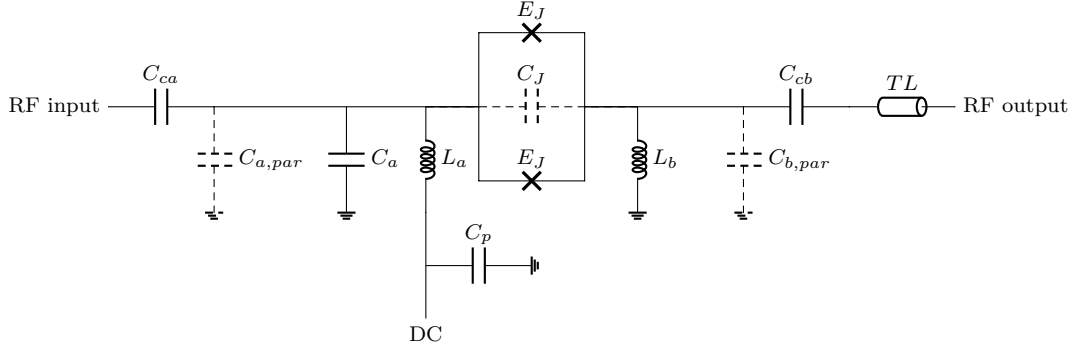 E_J
C_ca
C_J
C_cb
TL
RF input
RF output
C_a,par
C_a
L_a
E_J
L_b
C_b,par
C_p
DC